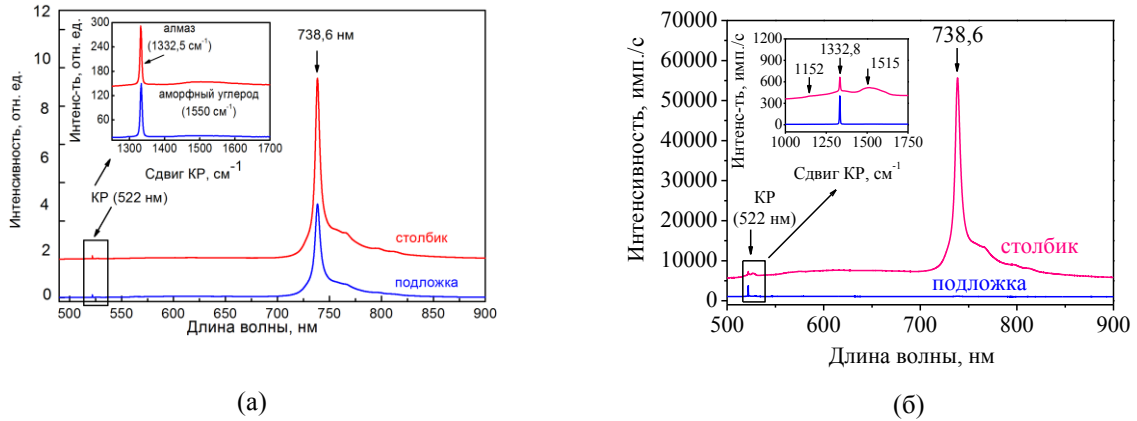 12
10
8
6
4
2
0
Интенсивность, отн. ед.
300
240
180
120
60
Интенс-ть, отн. ед.
алмаз
(1332,5 см⁻¹)
аморфный углерод
(1550 см⁻¹)
1300 1400 1500 1600 1700
Сдвиг КР, см⁻¹
КР (522 нм)
738,6 нм
столбик
подложка
500 550 600 650 700 750 800 850 900
Длина волны, нм
(а)
70000
60000
50000
40000
30000
20000
10000
0
Интенсивность, имп./с
1200
900
600
300
0
Интенс-ть, имп./с
1332,8
1152
1515
1000 1250 1500 1750
Сдвиг КР, см⁻¹
КР
(522 нм)
738,6
столбик
подложка
500 600 700 800 900
Длина волны, нм
(б)